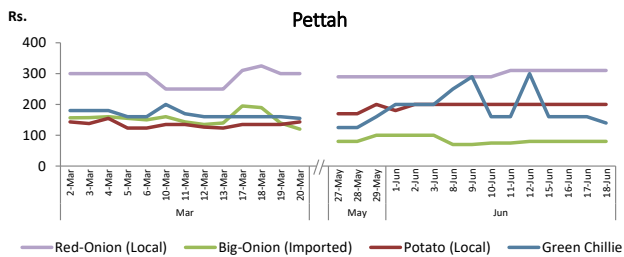 Pettah
Rs.
400
300
200
100
0
2-Mar
3-Mar
4-Mar
5-Mar
6-Mar
10-Mar
11-Mar
12-Mar
13-Mar
17-Mar
18-Mar
19-Mar
20-Mar
27-May
28-May
29-May
1-Jun
2-Jun
3-Jun
8-Jun
9-Jun
10-Jun
11-Jun
12-Jun
15-Jun
16-Jun
17-Jun
18-Jun
Mar
May
Jun
Red-Onion (Local)
Big-Onion (Imported)
Potato (Local)
Green Chillie